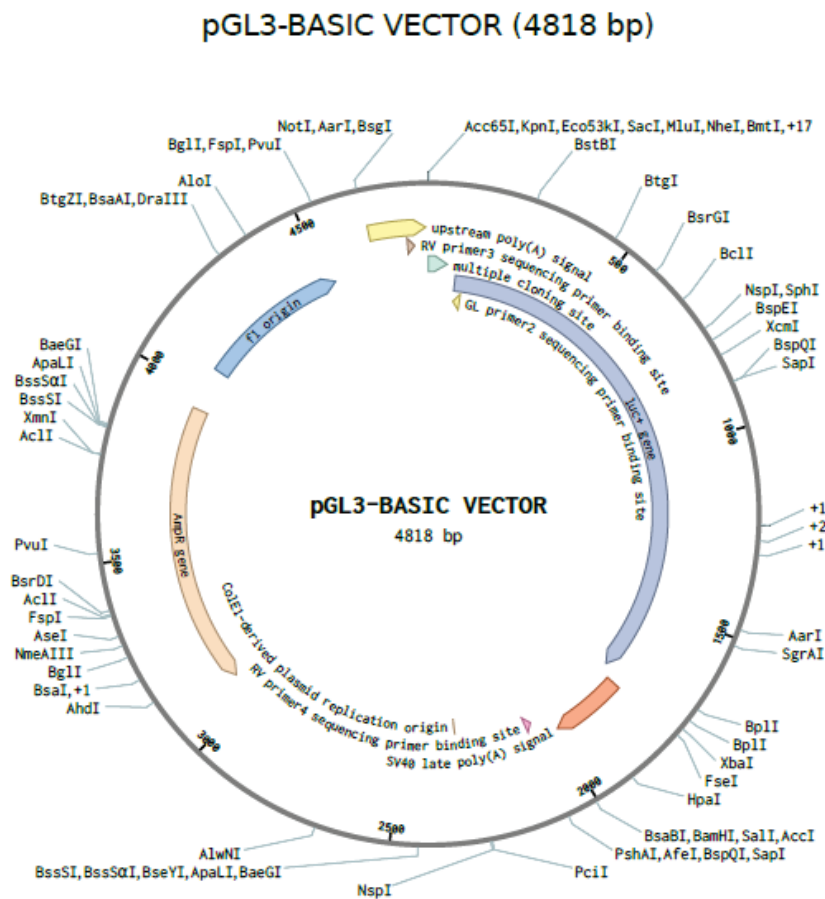 pGL3-BASIC VECTOR (4818 bp)
NotI,AarI,BsgI
Acc65I,KpnI,Eco53kI,SacI,MluI,NheI,BmtI,+17
BglI,FspI,PvuI
BstBI
AloI
BtgI
BtgZI,BsaAI,DraIII
BsrGI
BclI
4500
500
upstream poly(A) signal
RV primer3 sequencing primer binding site
multiple cloning site
GL primer2 sequencing primer binding site
luc+ gene
f1 origin
NspI,SphI
BspEI
XcmI
BspQI
SapI
BaeGI
ApaLI
BssSαI
BssSI
XmnI
AclI
4000
1000
pGL3-BASIC VECTOR
4818 bp
+1
+2
+1
AmpR gene
PvuI
3500
BsrDI
AclI
FspI
AseI
NmeAIII
BglI
BsaI,+1
AhdI
1500
AarI
SgrAI
ColE1-derived plasmid replication origin
RV primer4 sequencing primer binding site
SV40 late poly(A) signal
BplI
BplI
XbaI
FseI
HpaI
3000
2000
2500
BsaBI,BamHI,SalI,AccI
PshAI,AfeI,BspQI,SapI
PciI
AlwNI
BssSI,BssSαI,BseYI,ApaLI,BaeGI
NspI